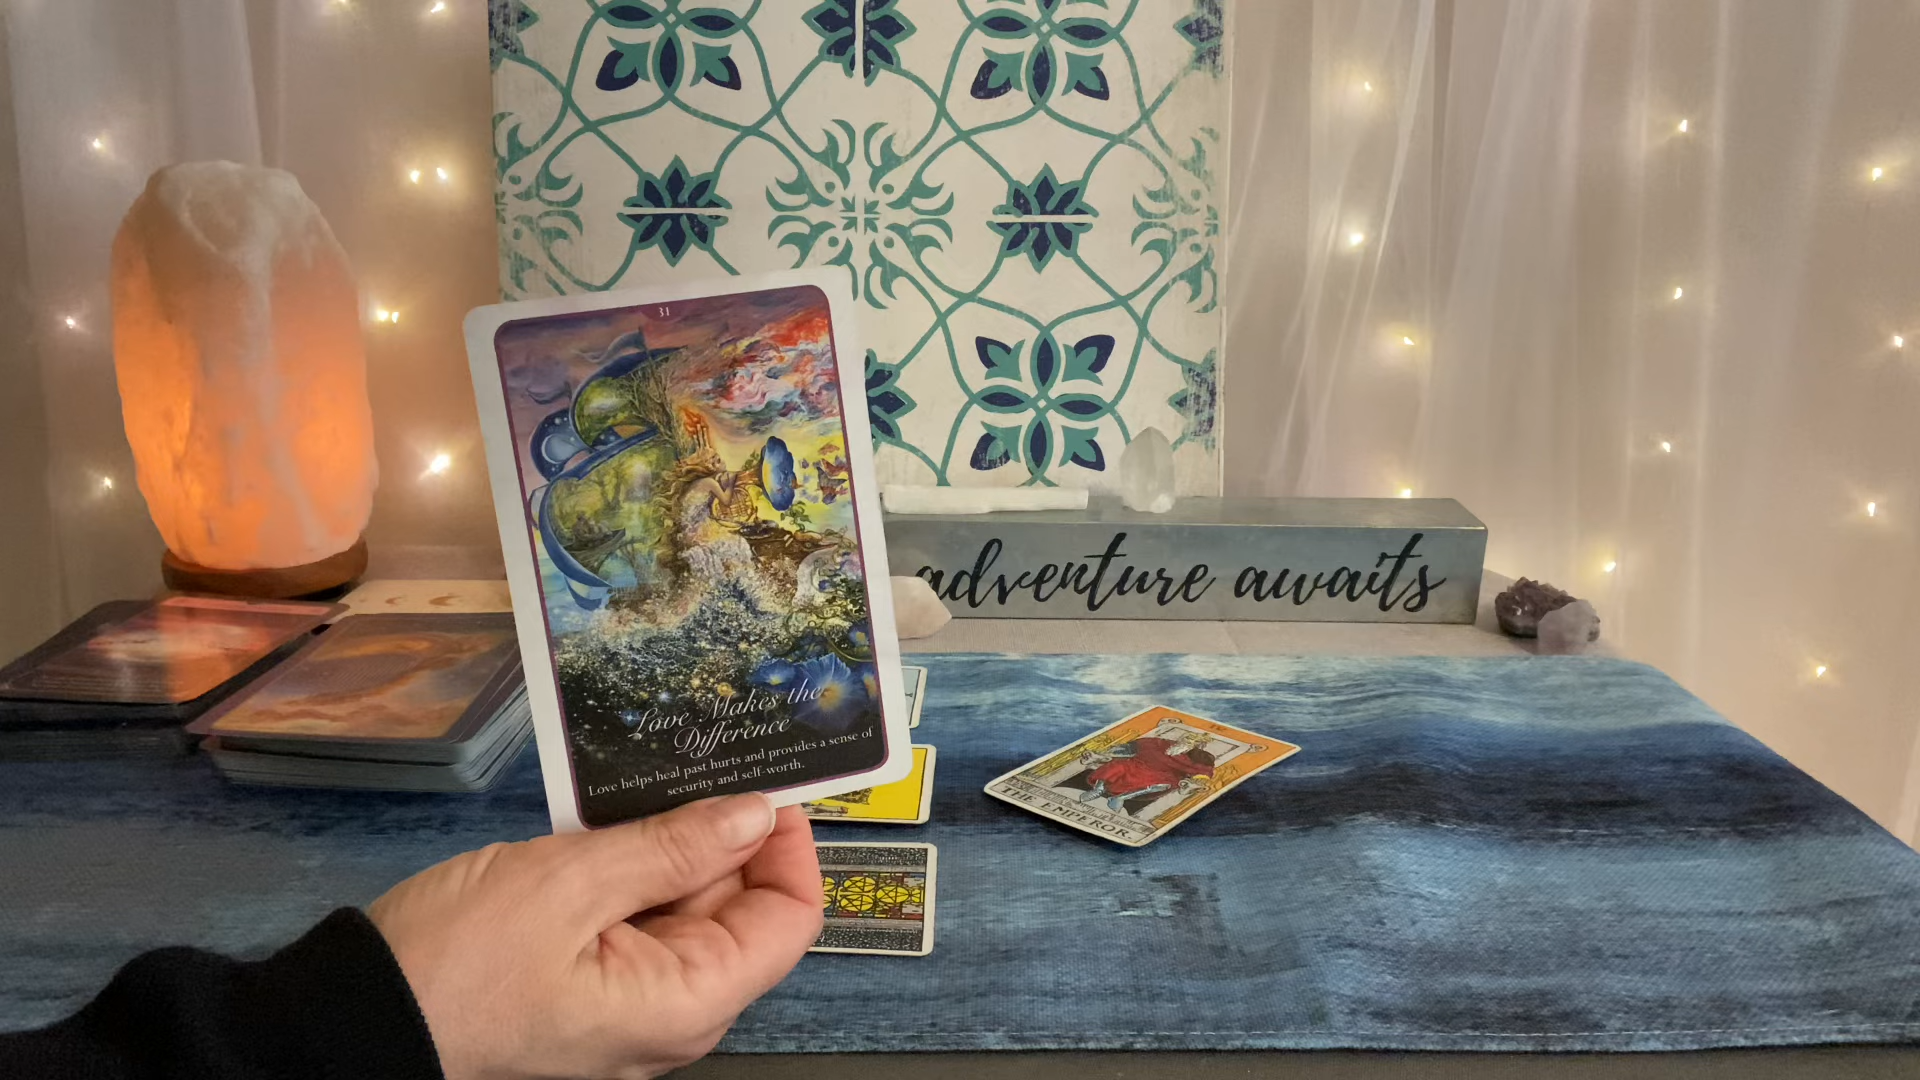 31
Love Makes the
Difference
Love helps heal past hurts and provides a sense of
security and self-worth.
adventure awaits
IV
THE EMPEROR.